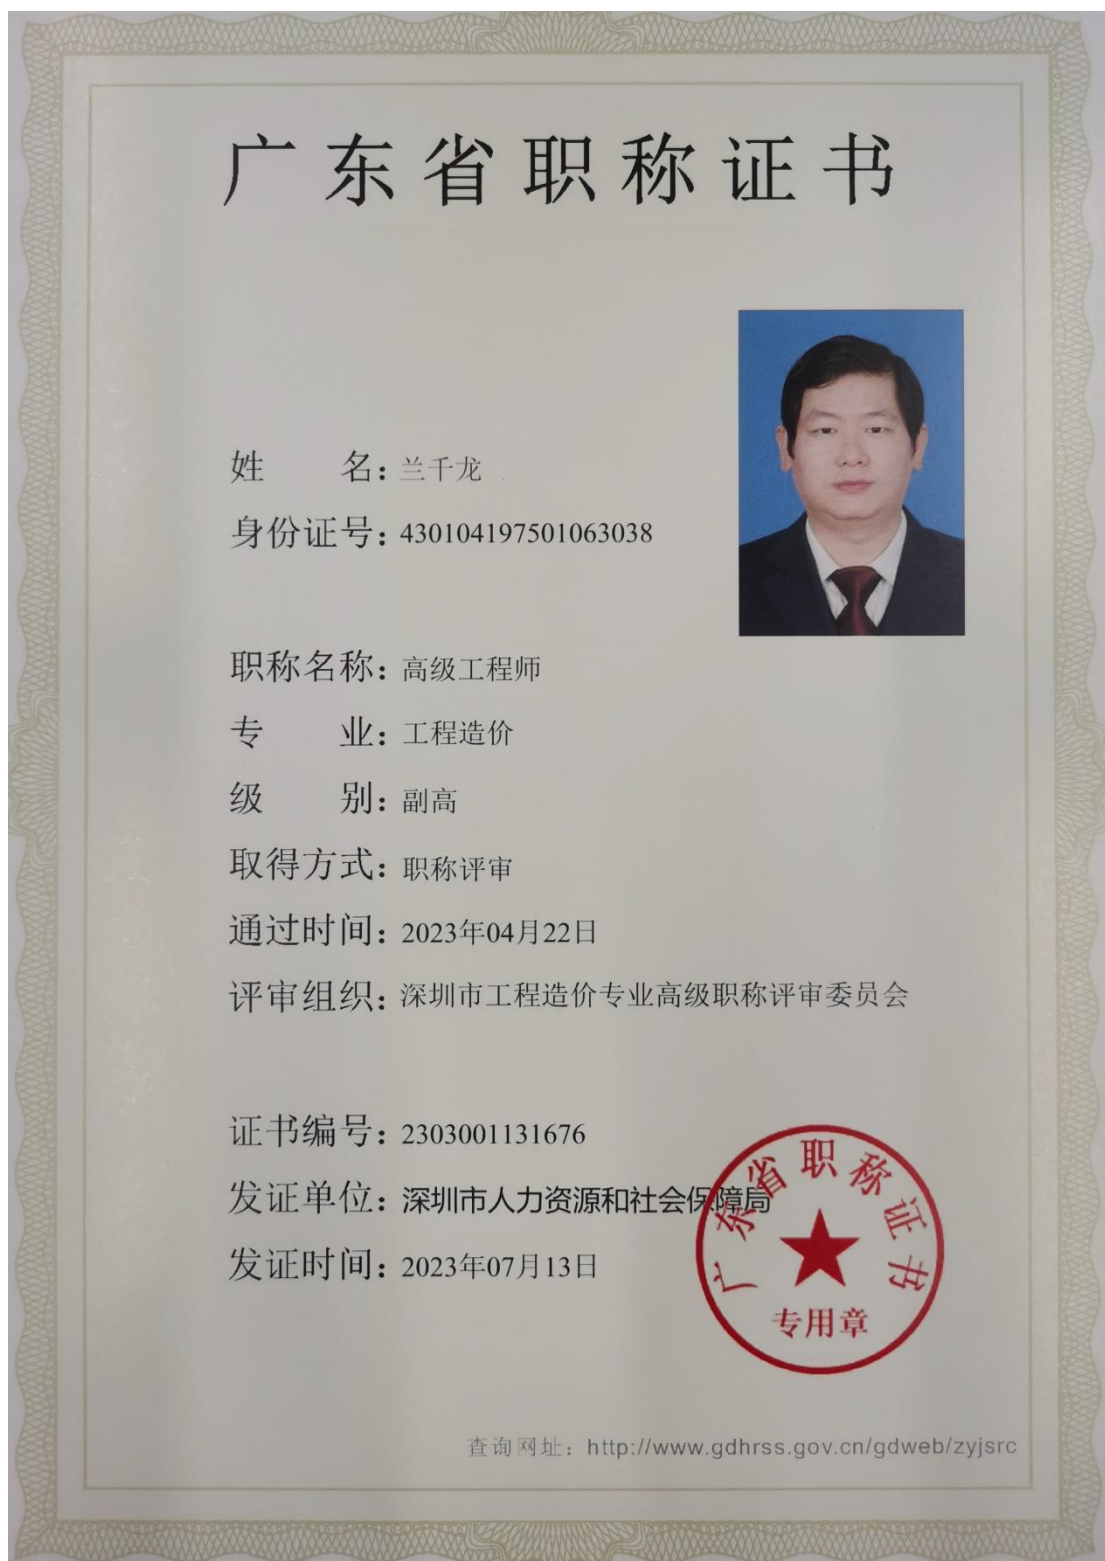 广东省职称证书
姓名：兰千龙
身份证号：430104197501063038
职称名称：高级工程师
专业：工程造价
级别：副高
取得方式：职称评审
通过时间：2023年04月22日
评审组织：深圳市工程造价专业高级职称评审委员会
证书编号：2303001131676
发证单位：深圳市人力资源和社会保障局
发证时间：2023年07月13日
广东省职称证书
专用章
查询网址：http://www.gdhrss.gov.cn/gdweb/zyjsrc